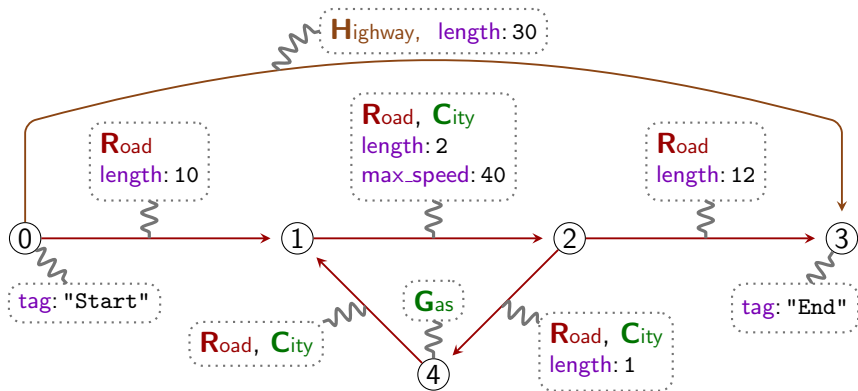 Highway, length: 30
Road
length: 10
Road, City
length: 2
max_speed: 40
Road
length: 12
0
1
2
3
tag: "Start"
Gas
tag: "End"
Road, City
Road, City
length: 1
4